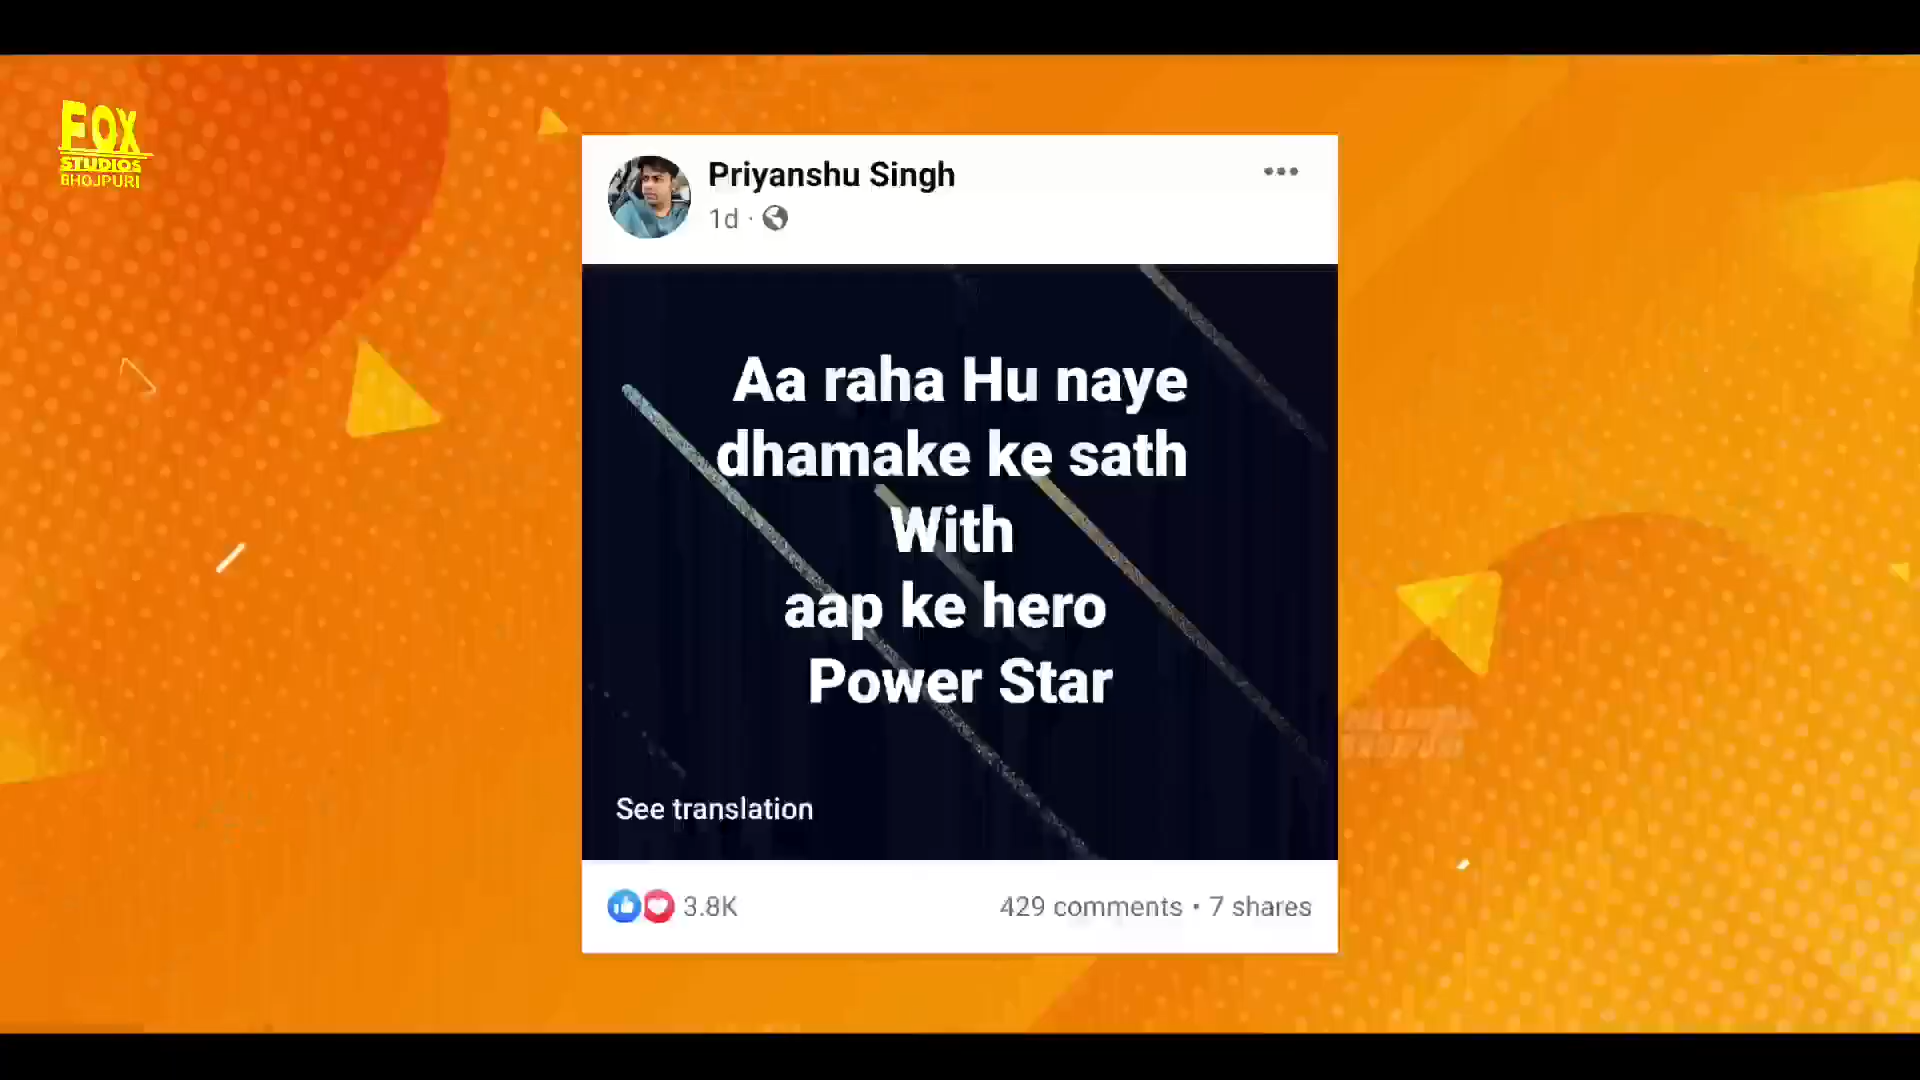 FOX
STUDIOS
BHOJPURI
Priyanshu Singh
1d ·
Aa raha Hu naye
dhamake ke sath
With
aap ke hero
Power Star
See translation
3.8K
429 comments • 7 shares